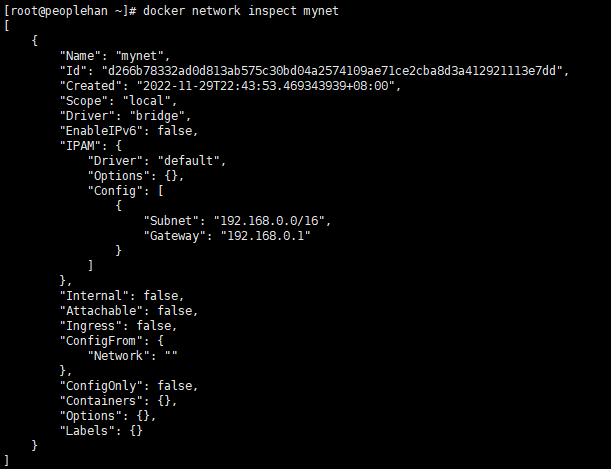 [root@peoplehan ~]# docker network inspect mynet
[
    {
        "Name": "mynet",
        "Id": "d266b78332ad0d813ab575c30bd04a2574109ae71ce2cba8d3a412921113e7dd",
        "Created": "2022-11-29T22:43:53.469343939+08:00",
        "Scope": "local",
        "Driver": "bridge",
        "EnableIPv6": false,
        "IPAM": {
            "Driver": "default",
            "Options": {},
            "Config": [
                {
                    "Subnet": "192.168.0.0/16",
                    "Gateway": "192.168.0.1"
                }
            ]
        },
        "Internal": false,
        "Attachable": false,
        "Ingress": false,
        "ConfigFrom": {
            "Network": ""
        },
        "ConfigOnly": false,
        "Containers": {},
        "Options": {},
        "Labels": {}
    }
]